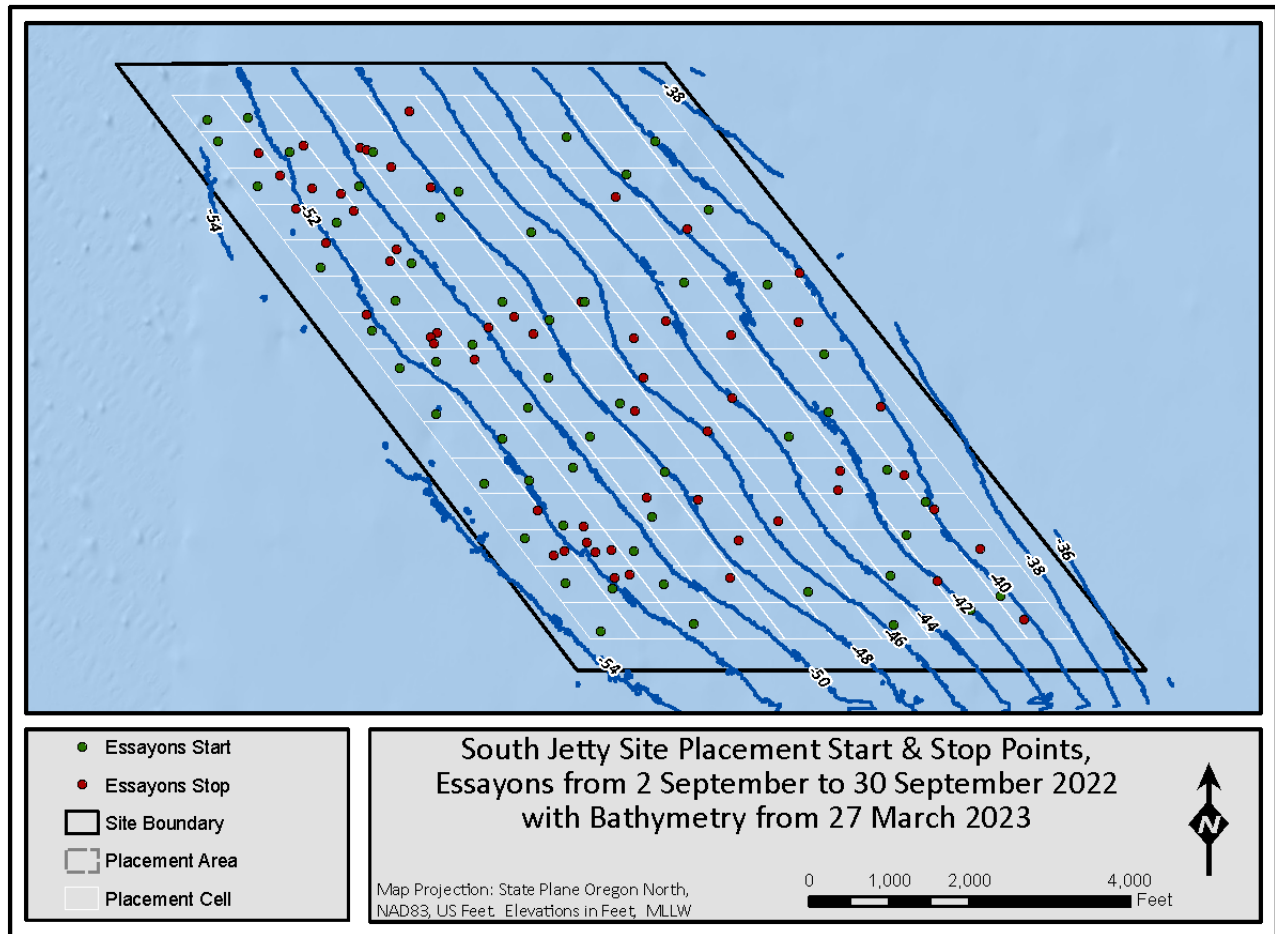 -38
-54
-52
-36
-38
-40
-42
-44
-46
-48
-54
-50
Essayons Start
Essayons Stop
Site Boundary
Placement Area
Placement Cell
South Jetty Site Placement Start & Stop Points,
Essayons from 2 September to 30 September 2022
with Bathymetry from 27 March 2023
N
Map Projection: State Plane Oregon North,
NAD83, US Feet. Elevations in Feet, MLLW
0 1,000 2,000 4,000
Feet